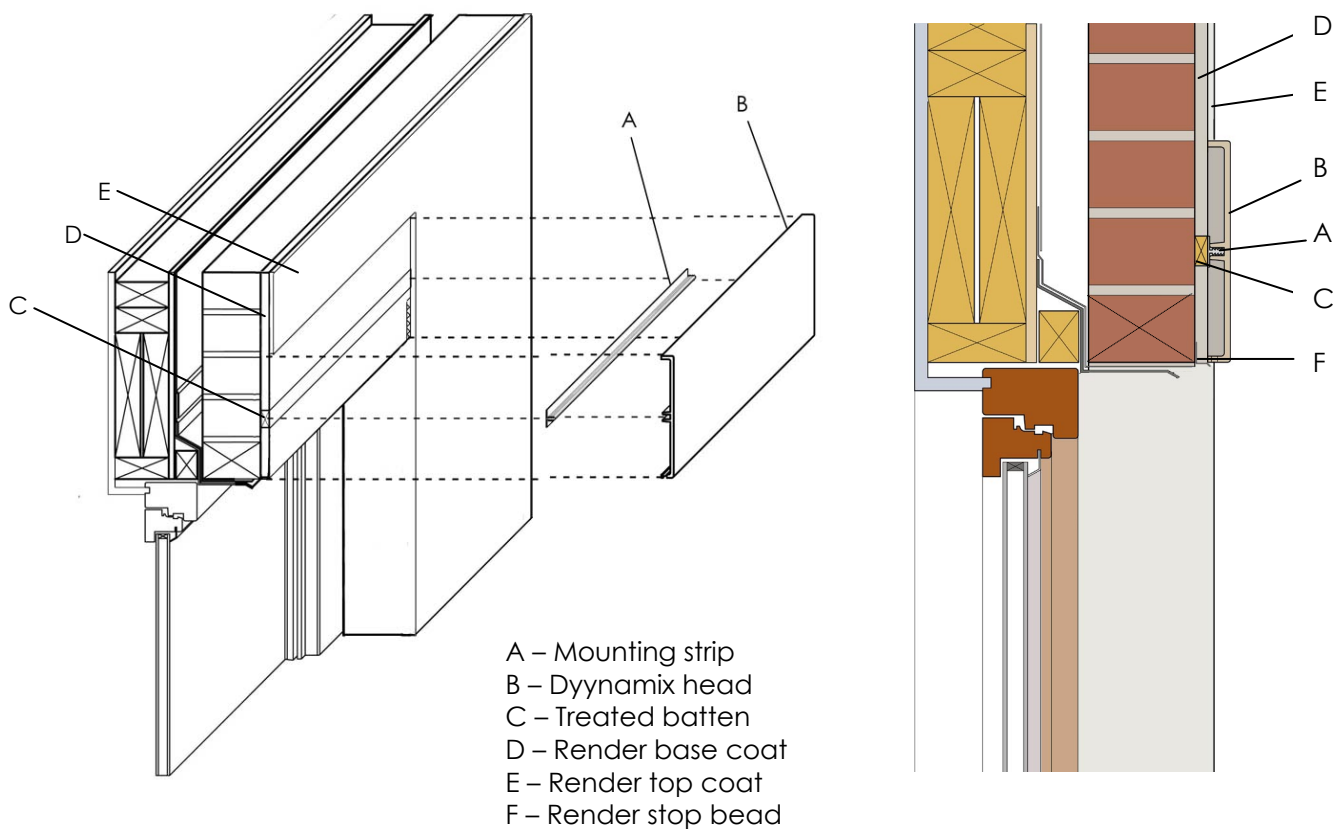 A
B
E
D
C
D
E
B
A
C
F
A – Mounting strip
B – Dyynamix head
C – Treated batten
D – Render base coat
E – Render top coat
F – Render stop bead